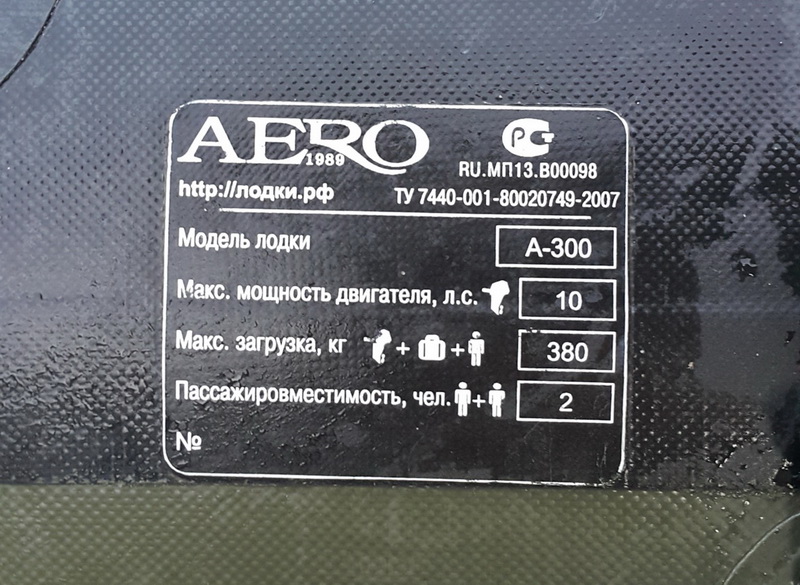 AERO
1989
РСТ
RU.МП13.В00098
http://лодки.рф
ТУ 7440-001-80020749-2007
Модель лодки
А-300
Макс. мощность двигателя, л.с.
10
Макс. загрузка, кг + +
380
Пассажировместимость, чел. +
2
№